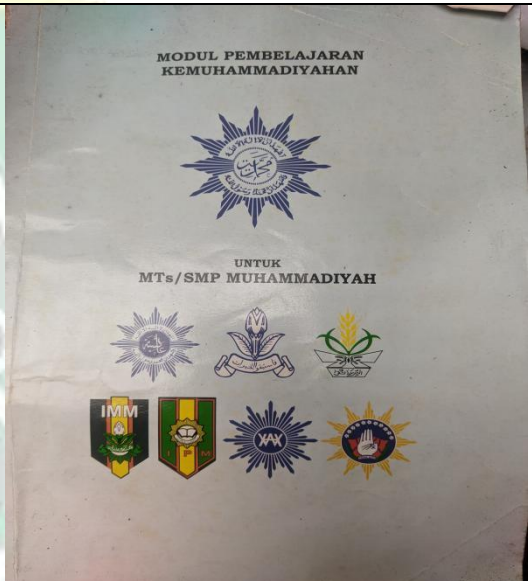 MODUL PEMBELAJARAN
KEMUHAMMADIYAHAN
UNTUK
MTs/SMP MUHAMMADIYAH
IMM
I P M